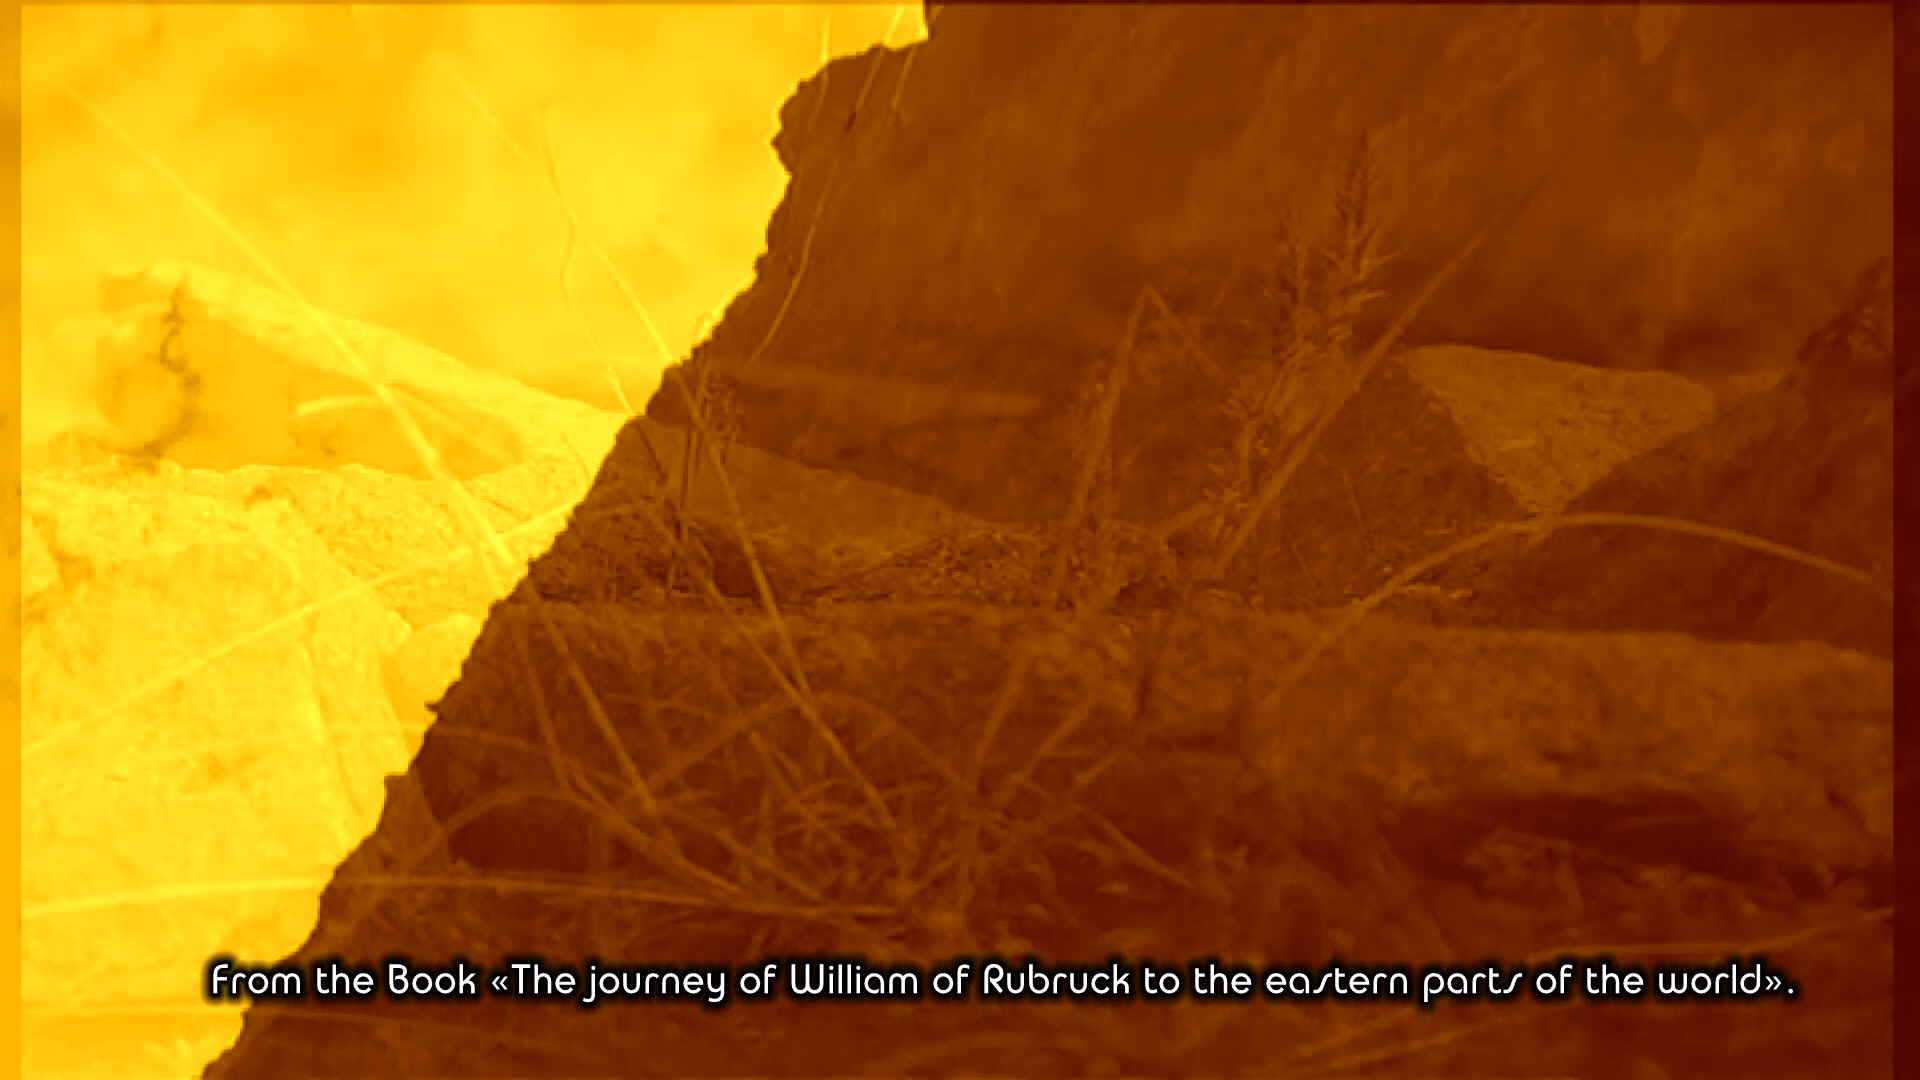 From the Book «The journey of William of Rubruck to the eastern parts of the world».